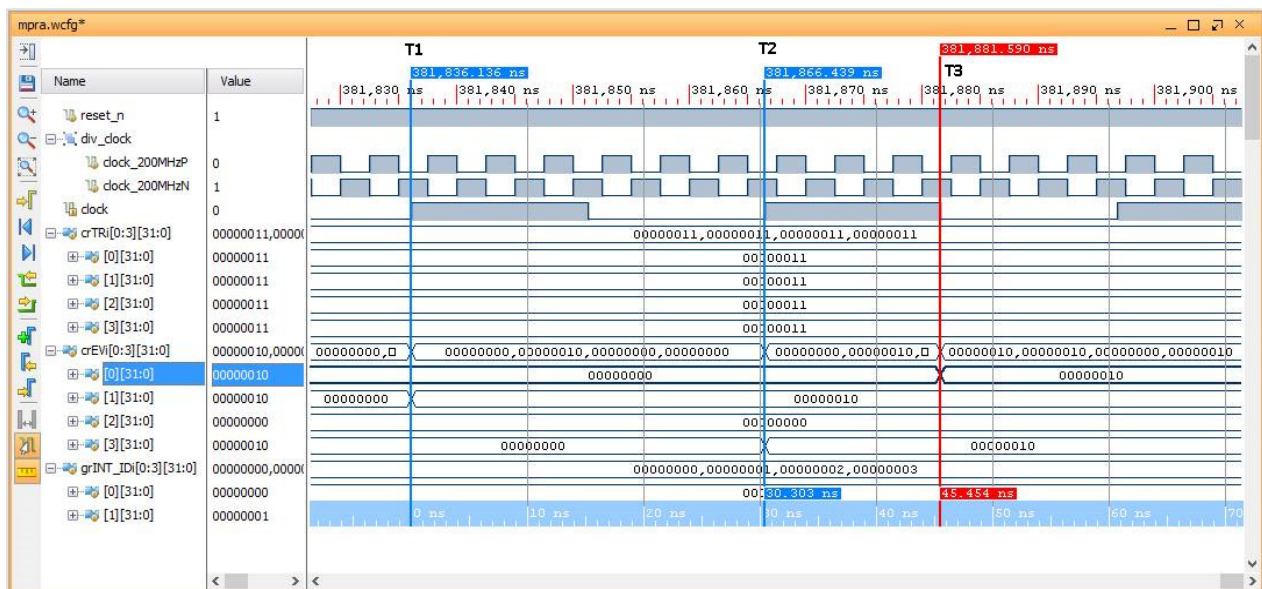 mpra.wcfg*
T1 T2 381,881.590 ns
Name Value 381,836.136 ns 381,866.439 ns T3
381,830 ns 381,840 ns 381,850 ns 381,860 ns 381,870 ns 381,880 ns 381,890 ns 381,900 ns
reset_n 1
div_clock
clock_200MHzP 0
clock_200MHzN 1
clock 0
crTRi[0:3][31:0] 00000011,0000( 00000011,00000011,00000011,00000011
[0][31:0] 00000011 00000011
[1][31:0] 00000011 00000011
[2][31:0] 00000011 00000011
[3][31:0] 00000011 00000011
crEVi[0:3][31:0] 00000010,0000( 00000000, 00000000,00000010,00000000,00000000 00000000,00000010, 00000010,00000010,00000000,00000010
[0][31:0] 00000010 00000000 00000010
[1][31:0] 00000010 00000000 00000010
[2][31:0] 00000000 00000000
[3][31:0] 00000010 00000000 00000010
grINT_IDi[0:3][31:0] 00000000,0000( 00000000,00000001,00000002,00000003
[0][31:0] 00000000 00 30.303 ns 45.454 ns
[1][31:0] 00000001 0 ns 10 ns 20 ns 30 ns 40 ns 50 ns 60 ns 70